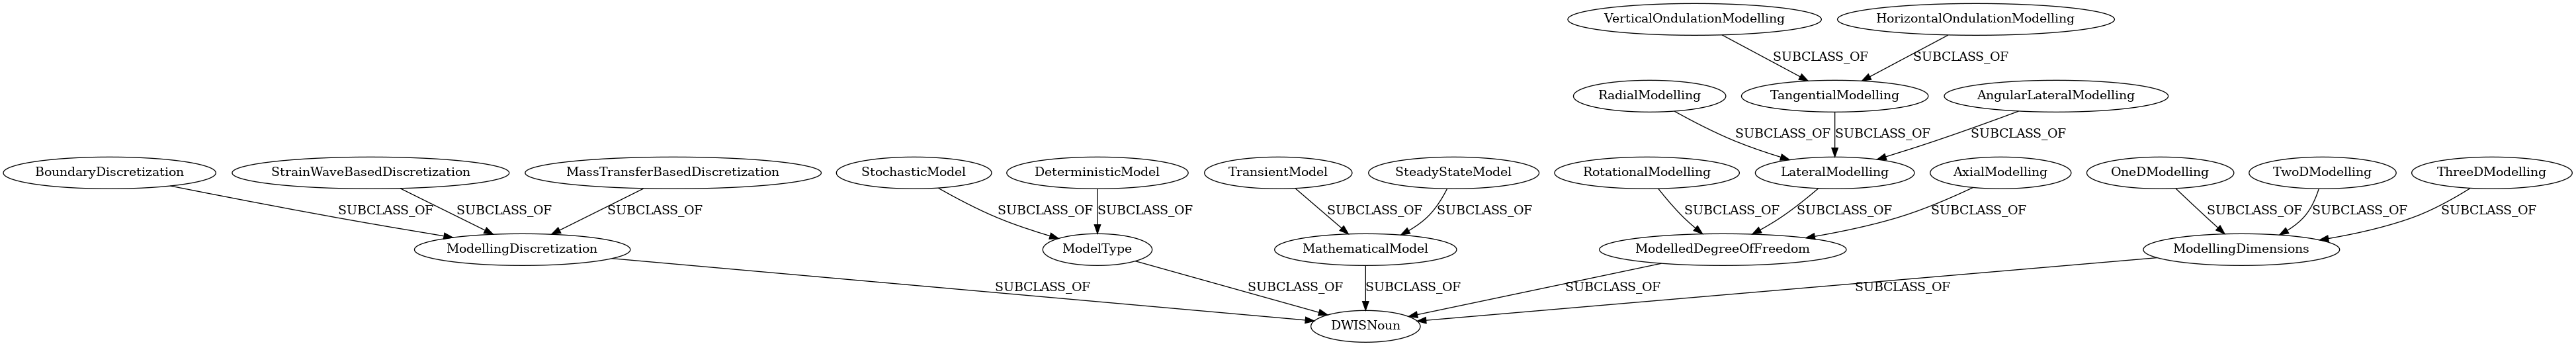 VerticalOndulationModelling HorizontalOndulationModelling
SUBCLASS_OF SUBCLASS_OF
RadialModelling TangentialModelling AngularLateralModelling
SUBCLASS_OF SUBCLASS_OF SUBCLASS_OF
BoundaryDiscretization StrainWaveBasedDiscretization MassTransferBasedDiscretization StochasticModel DeterministicModel TransientModel SteadyStateModel RotationalModelling LateralModelling AxialModelling OneDModelling TwoDModelling ThreeDModelling
SUBCLASS_OF SUBCLASS_OF SUBCLASS_OF SUBCLASS_OF SUBCLASS_OF SUBCLASS_OF SUBCLASS_OF SUBCLASS_OF SUBCLASS_OF SUBCLASS_OF SUBCLASS_OF SUBCLASS_OF SUBCLASS_OF
ModellingDiscretization ModelType MathematicalModel ModelledDegreeOfFreedom ModellingDimensions
SUBCLASS_OF SUBCLASS_OF SUBCLASS_OF SUBCLASS_OF SUBCLASS_OF
DWISNoun